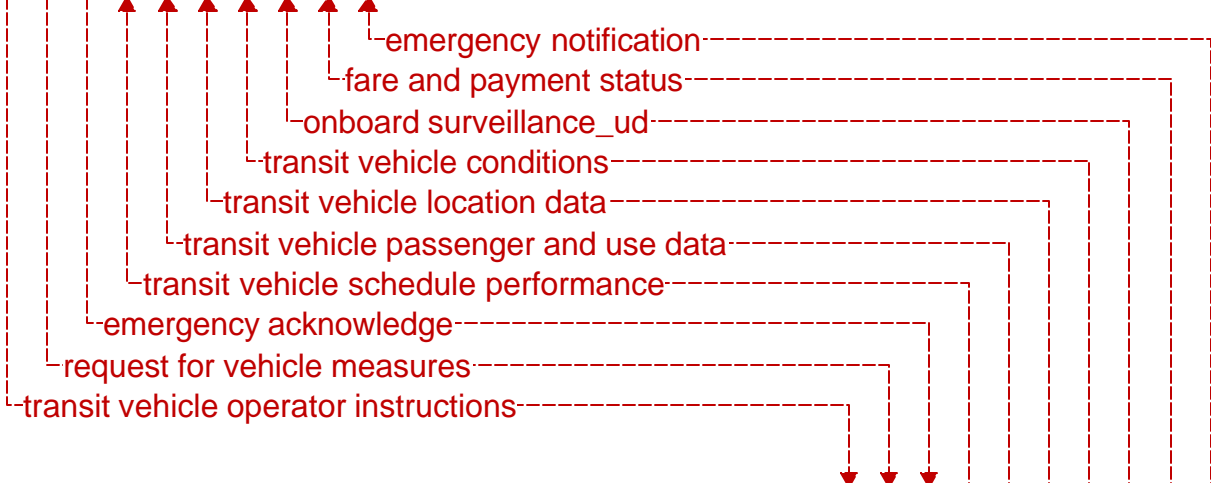 emergency notification
fare and payment status
onboard surveillance_ud
transit vehicle conditions
transit vehicle location data
transit vehicle passenger and use data
transit vehicle schedule performance
emergency acknowledge
request for vehicle measures
transit vehicle operator instructions